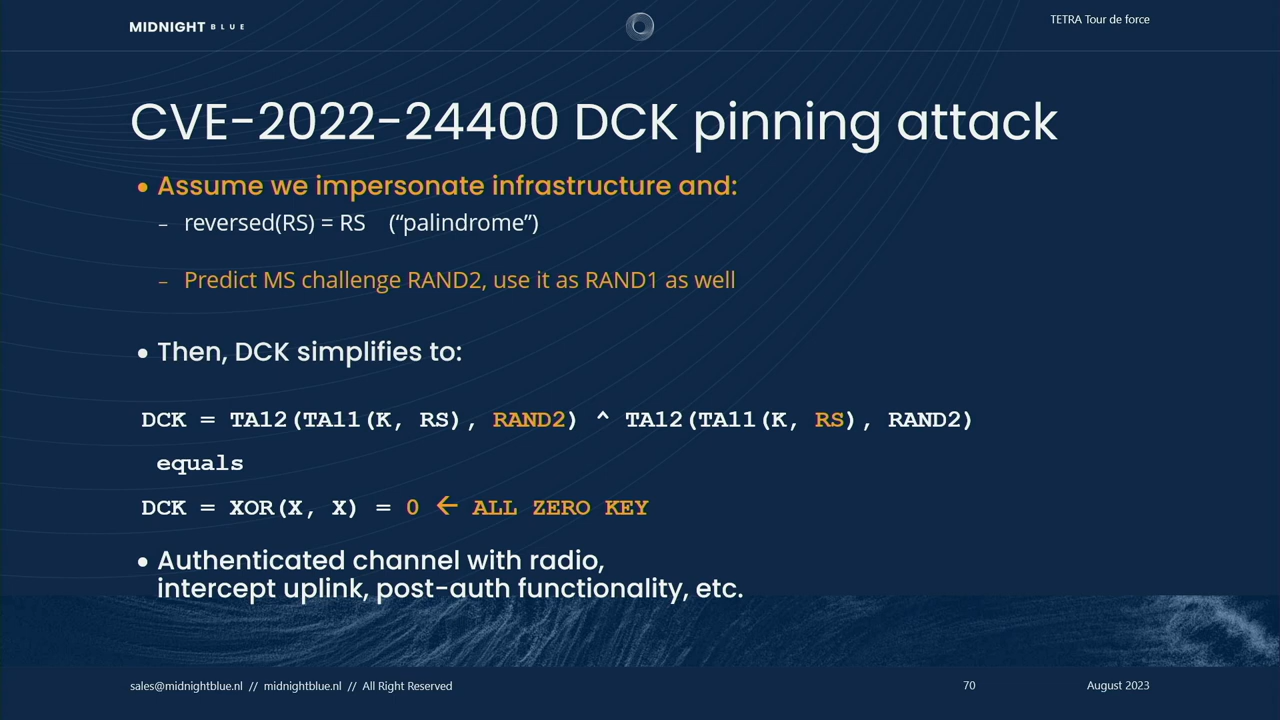 MIDNIGHT BLUE
TETRA Tour de force
CVE-2022-24400 DCK pinning attack
• Assume we impersonate infrastructure and:
– reversed(RS) = RS (“palindrome”)
– Predict MS challenge RAND2, use it as RAND1 as well
• Then, DCK simplifies to:
DCK = TA12(TA11(K, RS), RAND2) ^ TA12(TA11(K, RS), RAND2)
equals
DCK = XOR(X, X) = 0 ← ALL ZERO KEY
• Authenticated channel with radio,
intercept uplink, post-auth functionality, etc.
sales@midnightblue.nl // midnightblue.nl // All Right Reserved
70
August 2023